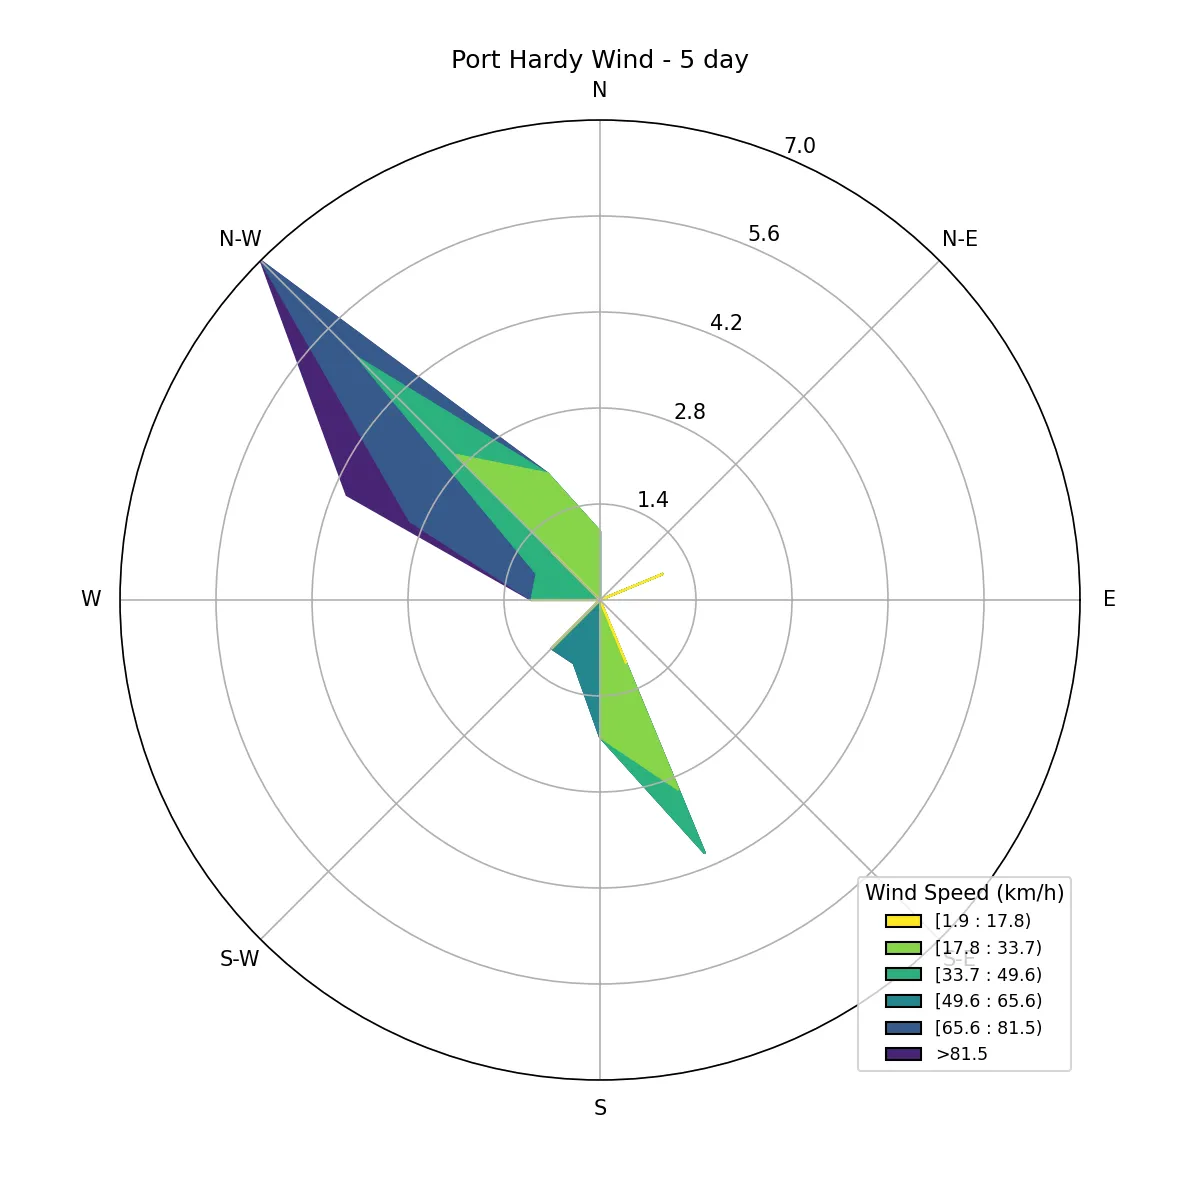 Port Hardy Wind - 5 day
N
7.0
N-W
N-E
5.6
4.2
2.8
1.4
W
E
S-W
S-E
S
Wind Speed (km/h)
[1.9 : 17.8)
[17.8 : 33.7)
[33.7 : 49.6)
[49.6 : 65.6)
[65.6 : 81.5)
>81.5